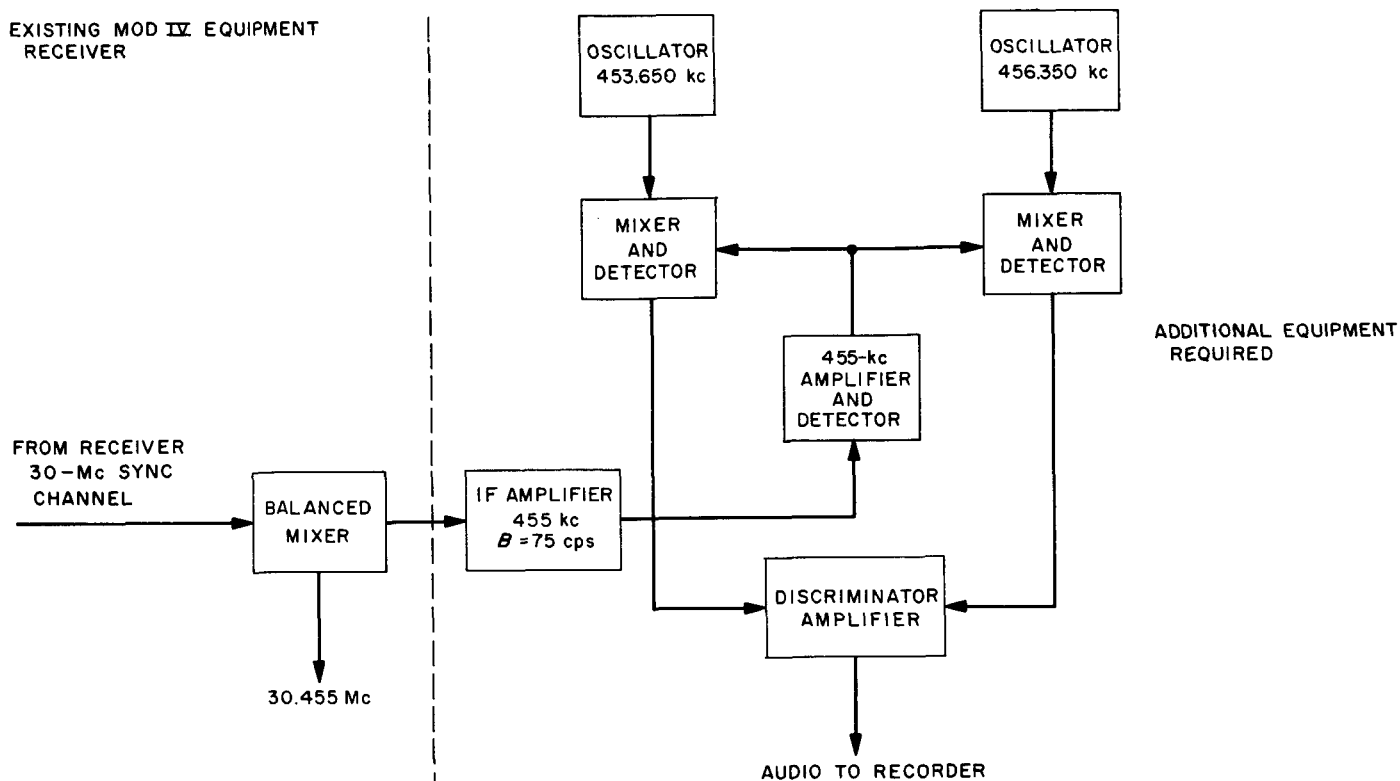 EXISTING MOD IV EQUIPMENT
RECEIVER
OSCILLATOR
453.650 kc
OSCILLATOR
456.350 kc
MIXER
AND
DETECTOR
MIXER
AND
DETECTOR
455-kc
AMPLIFIER
AND
DETECTOR
ADDITIONAL EQUIPMENT
REQUIRED
FROM RECEIVER
30-Mc SYNC
CHANNEL
BALANCED
MIXER
IF AMPLIFIER
455 kc
B = 75 cps
DISCRIMINATOR
AMPLIFIER
30.455 Mc
AUDIO TO RECORDER